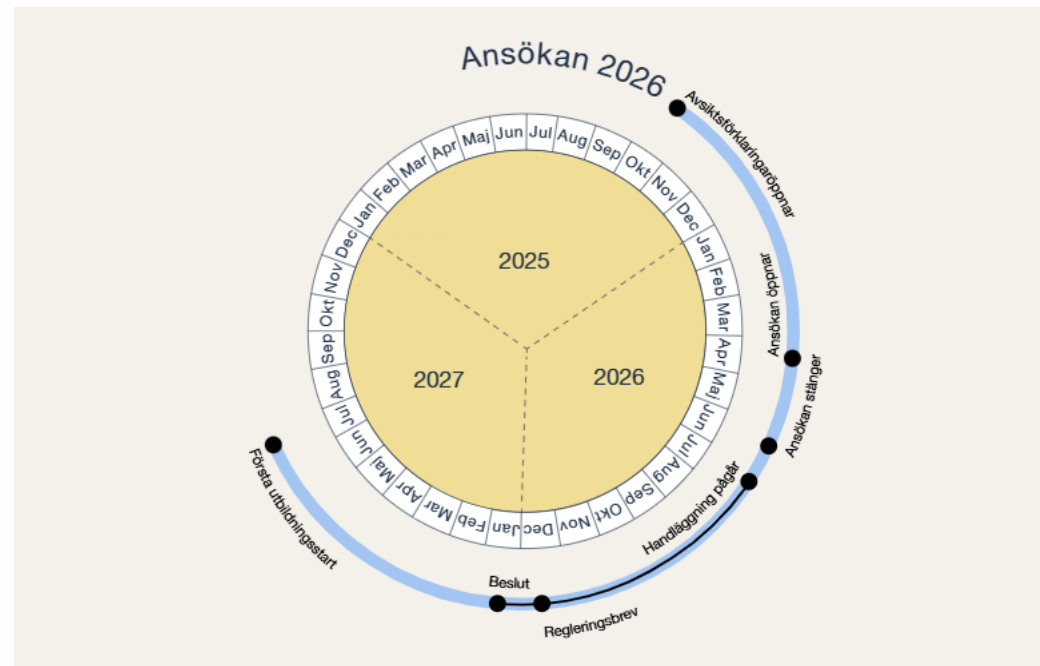 Ansökan 2026
Avsiktsförklaringaröppnar
Ansökan öppnar
Ansökan stänger
Handläggning pågår
Regleringsbrev
Beslut
Första utbildningsstart
2025
Jan
Feb
Mar
Apr
Maj
Jun
Jul
Aug
Sep
Okt
Nov
Dec
2026
Jan
Feb
Mar
Apr
Maj
Jun
Jul
Aug
Sep
Okt
Nov
Dec
2027
Jan
Feb
Mar
Apr
Maj
Jun
Jul
Aug
Sep
Okt
Nov
Dec